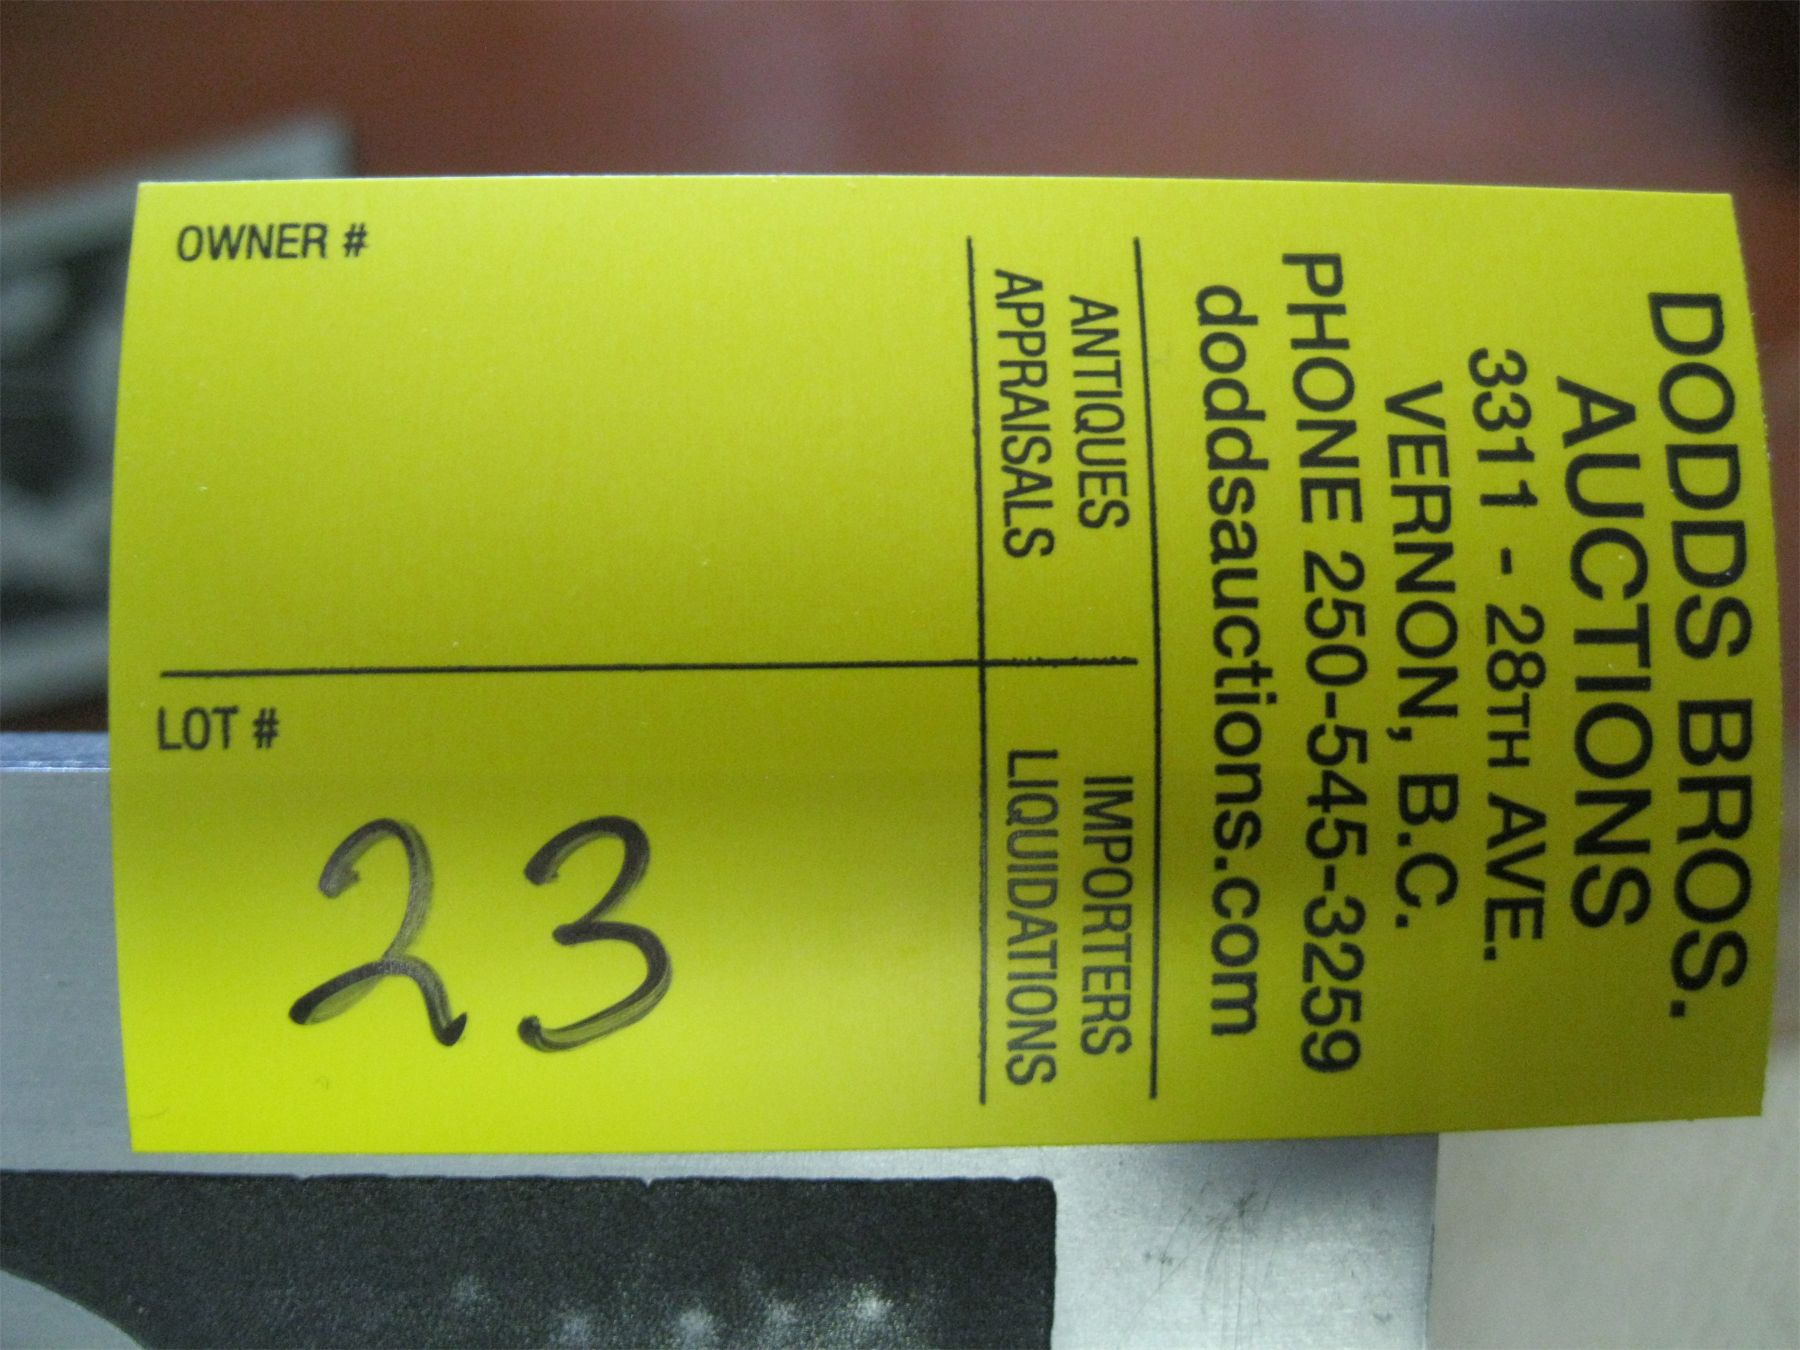 DODDS BROS.
AUCTIONS
3311 - 28TH AVE.
VERNON, B.C.
PHONE 250-545-3259
doddsauctions.com
ANTIQUES
APPRAISALS
IMPORTERS
LIQUIDATIONS
OWNER #
LOT #
23